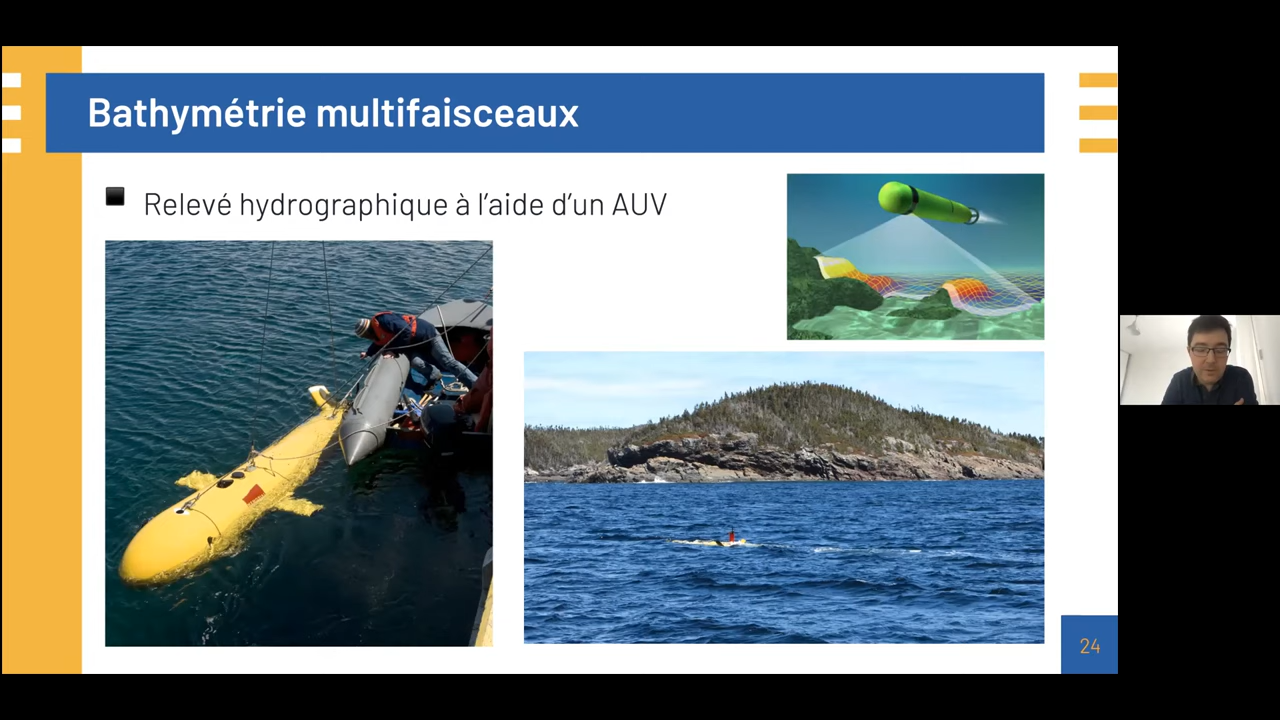 Bathymétrie multifaisceaux
Relevé hydrographique à l’aide d’un AUV
24